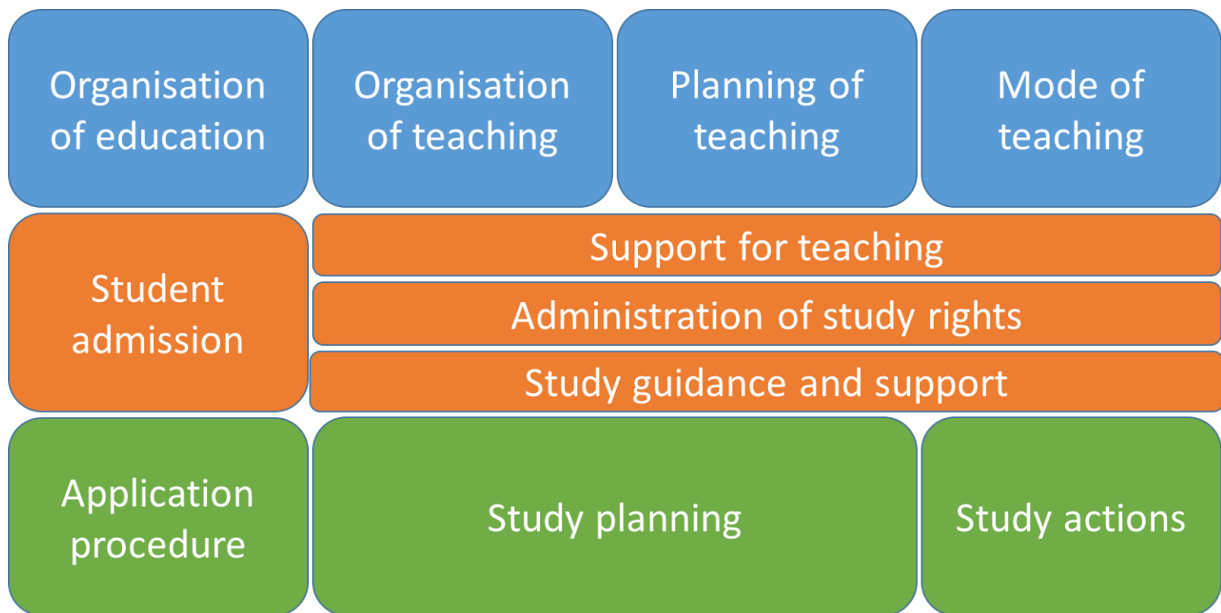 Organisation
of education
Organisation
of teaching
Planning of
teaching
Mode of
teaching
Student
admission
Support for teaching
Administration of study rights
Study guidance and support
Application
procedure
Study planning
Study actions